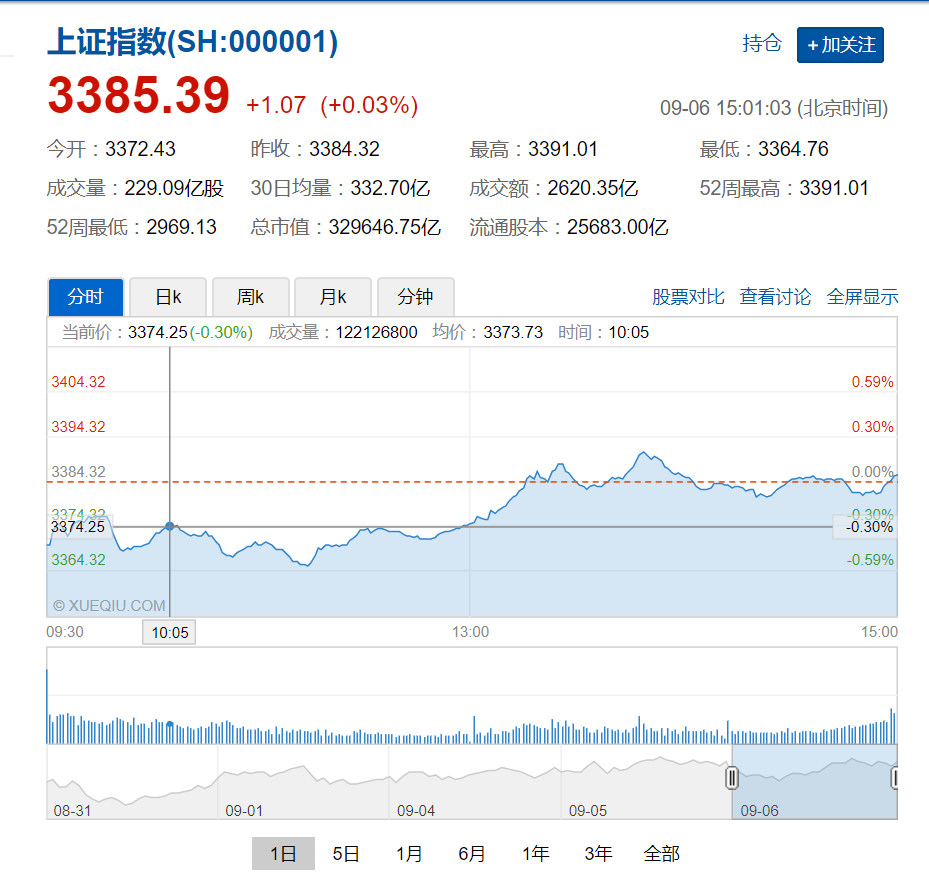 上证指数(SH:000001)
持仓 +加关注
3385.39 +1.07 (+0.03%)
09-06 15:01:03 (北京时间)
今开：3372.43 昨收：3384.32 最高：3391.01 最低：3364.76
成交量：229.09亿股 30日均量：332.70亿 成交额：2620.35亿 52周最高：3391.01
52周最低：2969.13 总市值：329646.75亿 流通股本：25683.00亿
分时 日k 周k 月k 分钟 股票对比 查看讨论 全屏显示
当前价：3374.25(-0.30%) 成交量：122126800 均价：3373.73 时间：10:05
3404.32 0.59%
3394.32 0.30%
3384.32 0.00%
3374.32 -0.30%
3374.25 -0.30%
3364.32 -0.59%
© XUEQIU.COM
09:30 10:05 13:00 15:00
08-31 09-01 09-04 09-05 09-06
1日 5日 1月 6月 1年 3年 全部